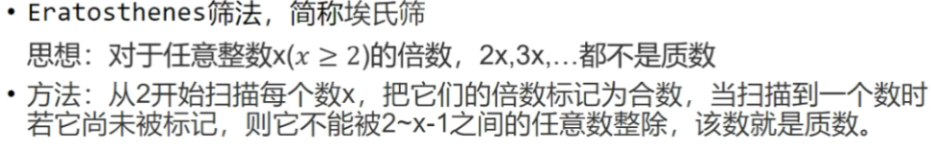 • Eratosthenes筛法，简称埃氏筛
思想：对于任意整数x(x ≥ 2)的倍数，2x,3x,…都不是质数
• 方法：从2开始扫描每个数x，把它们的倍数标记为合数，当扫描到一个数时
若它尚未被标记，则它不能被2~x-1之间的任意数整除，该数就是质数。